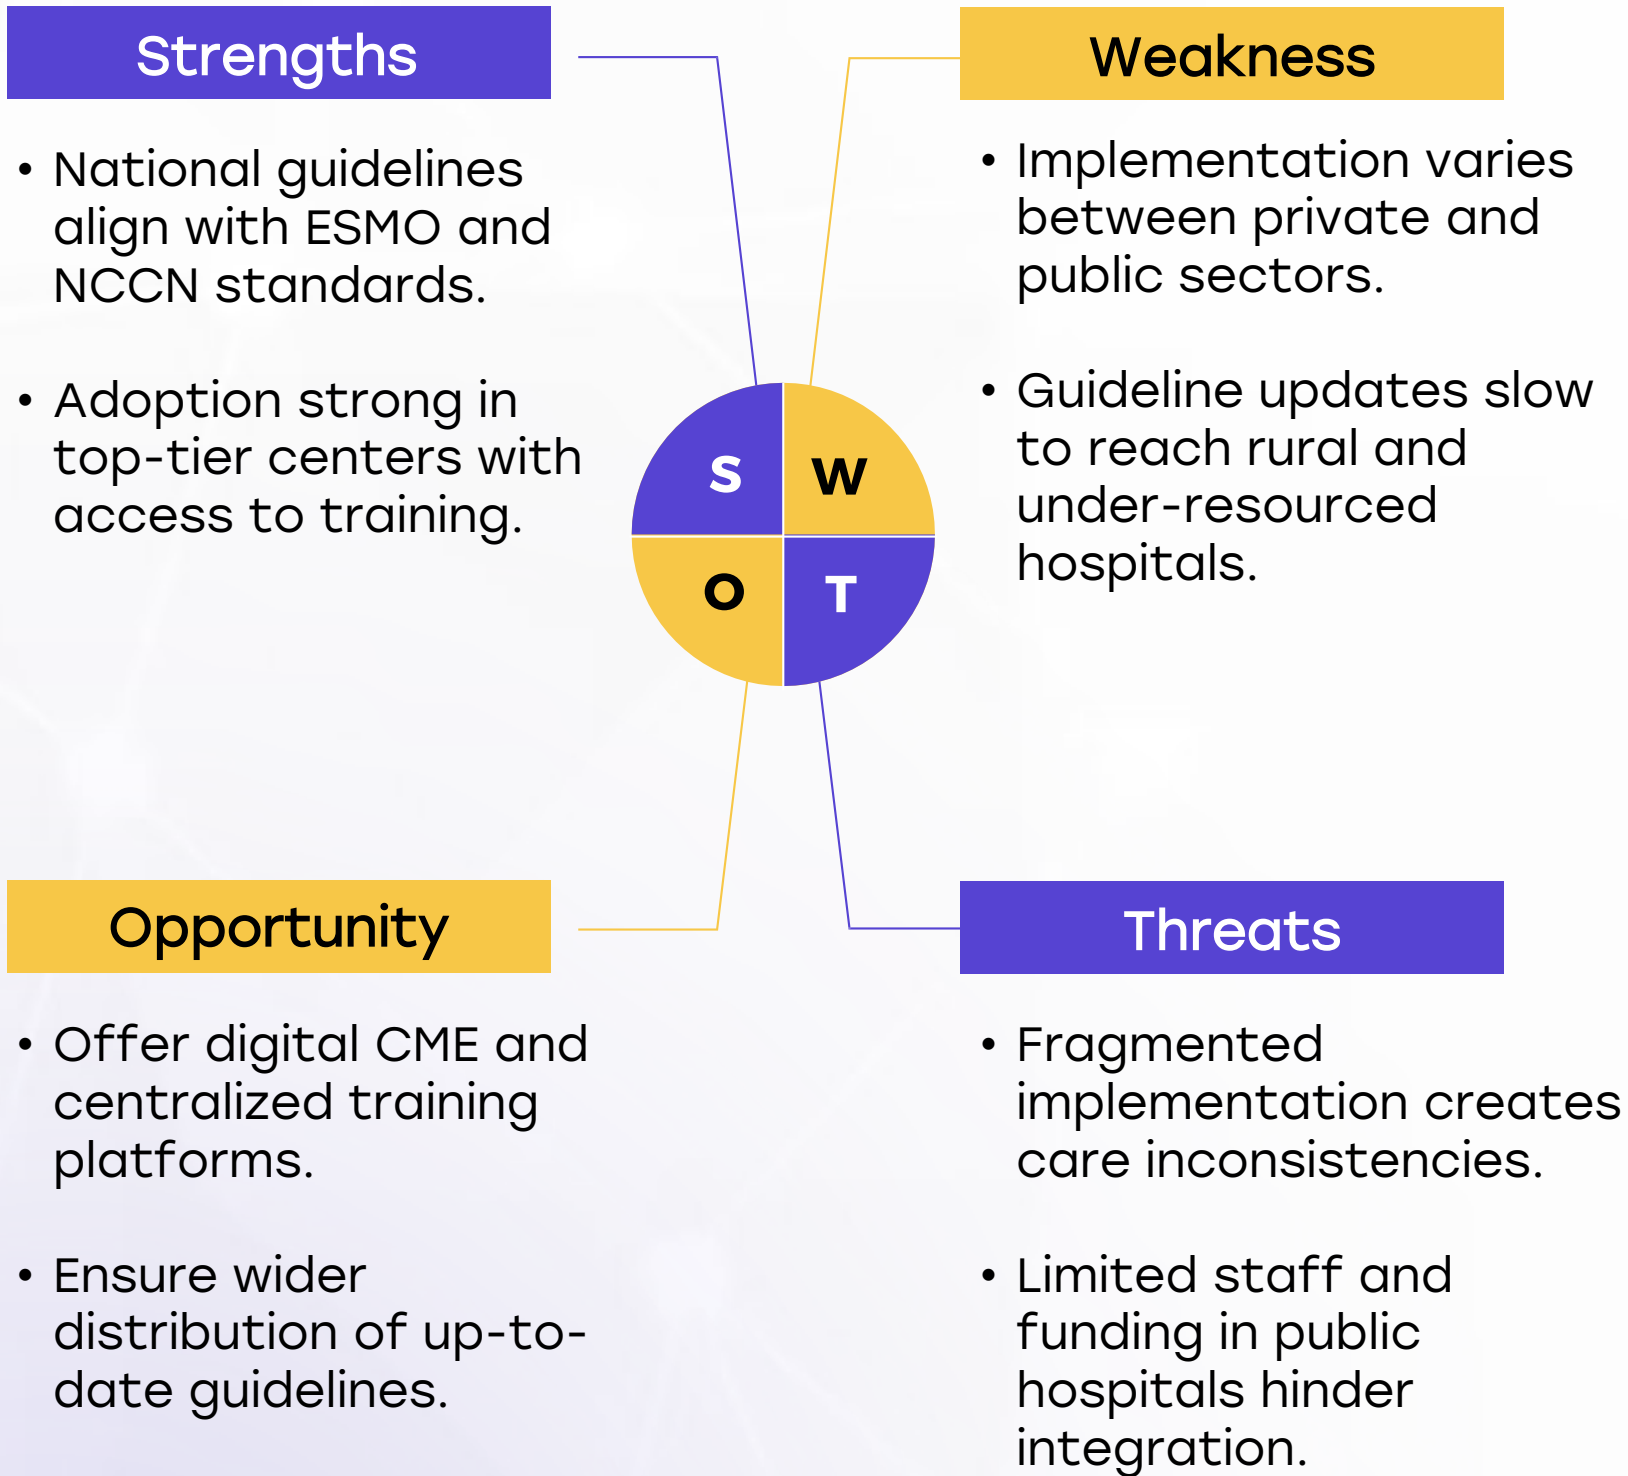 Strengths
• National guidelines
align with ESMO and
NCCN standards.
• Adoption strong in
top-tier centers with
access to training.
Weakness
• Implementation varies
between private and
public sectors.
• Guideline updates slow
to reach rural and
under-resourced
hospitals.
S
W
O
T
Opportunity
• Offer digital CME and
centralized training
platforms.
• Ensure wider
distribution of up-to-
date guidelines.
Threats
• Fragmented
implementation creates
care inconsistencies.
• Limited staff and
funding in public
hospitals hinder
integration.